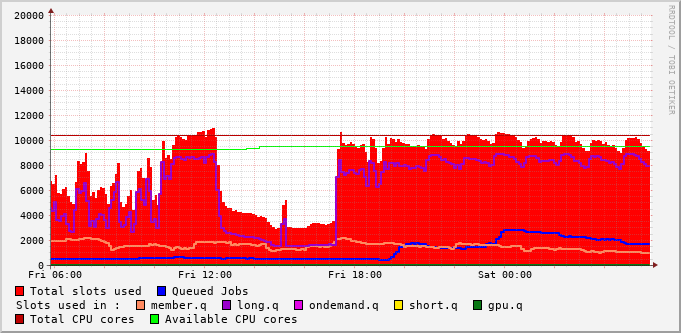 20000
18000
16000
14000
12000
10000
8000
6000
4000
2000
0
Fri 06:00 Fri 12:00 Fri 18:00 Sat 00:00
Total slots used Queued Jobs
Slots used in : member.q long.q ondemand.q short.q gpu.q
Total CPU cores Available CPU cores
RRDTOOL / TOBI OETIKER